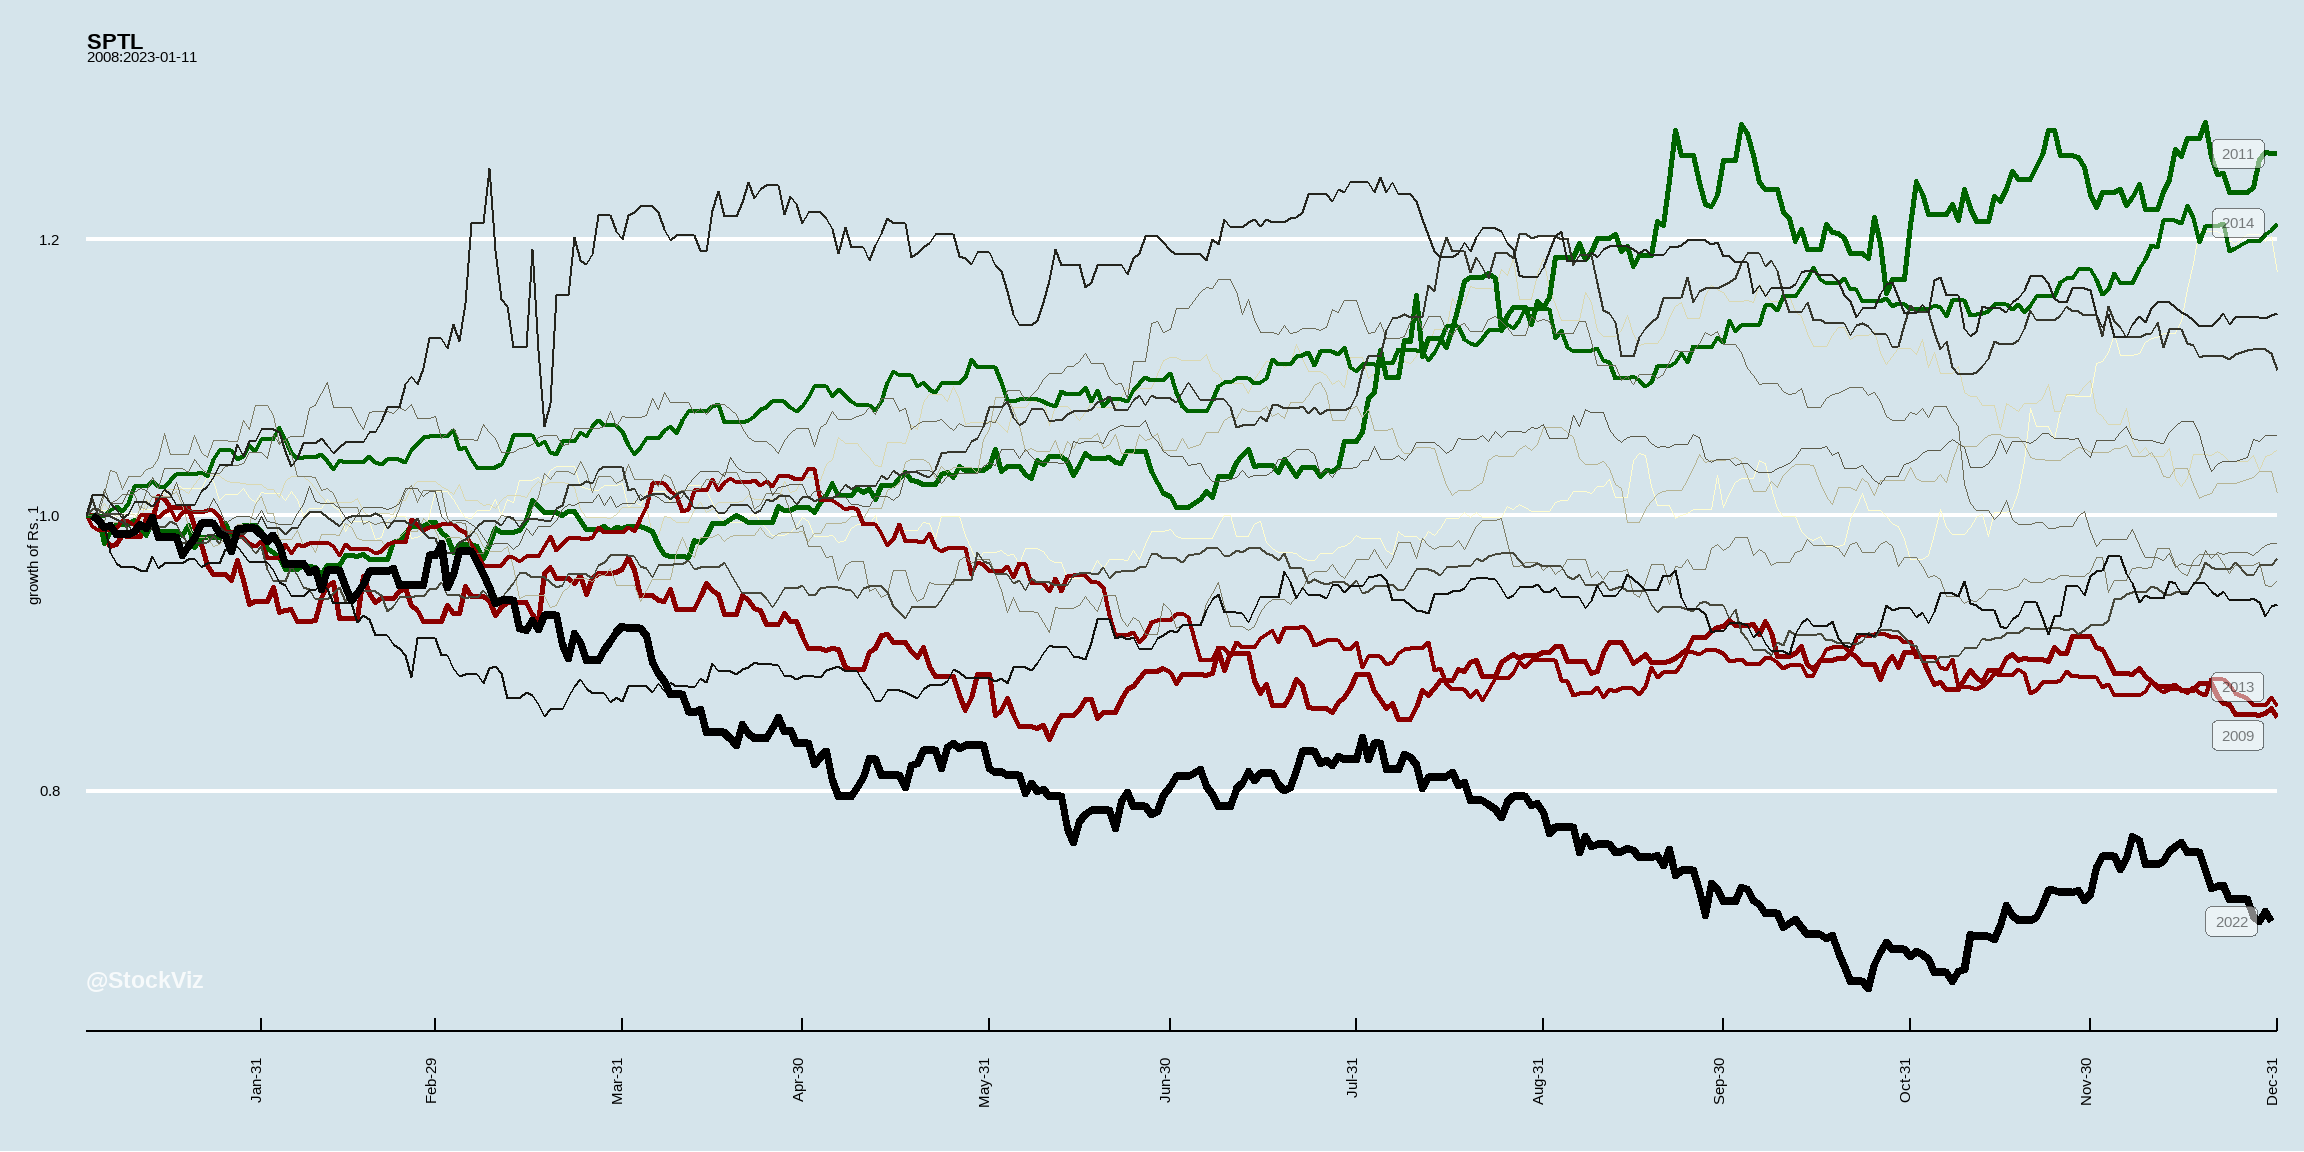 SPTL
2008:2023-01-11
2011
1.2
2014
1.0
growth of Rs. 1
2013
2009
0.8
2022
@StockViz
Jan-31
Feb-29
Mar-31
Apr-30
May-31
Jun-30
Jul-31
Aug-31
Sep-30
Oct-31
Nov-30
Dec-31